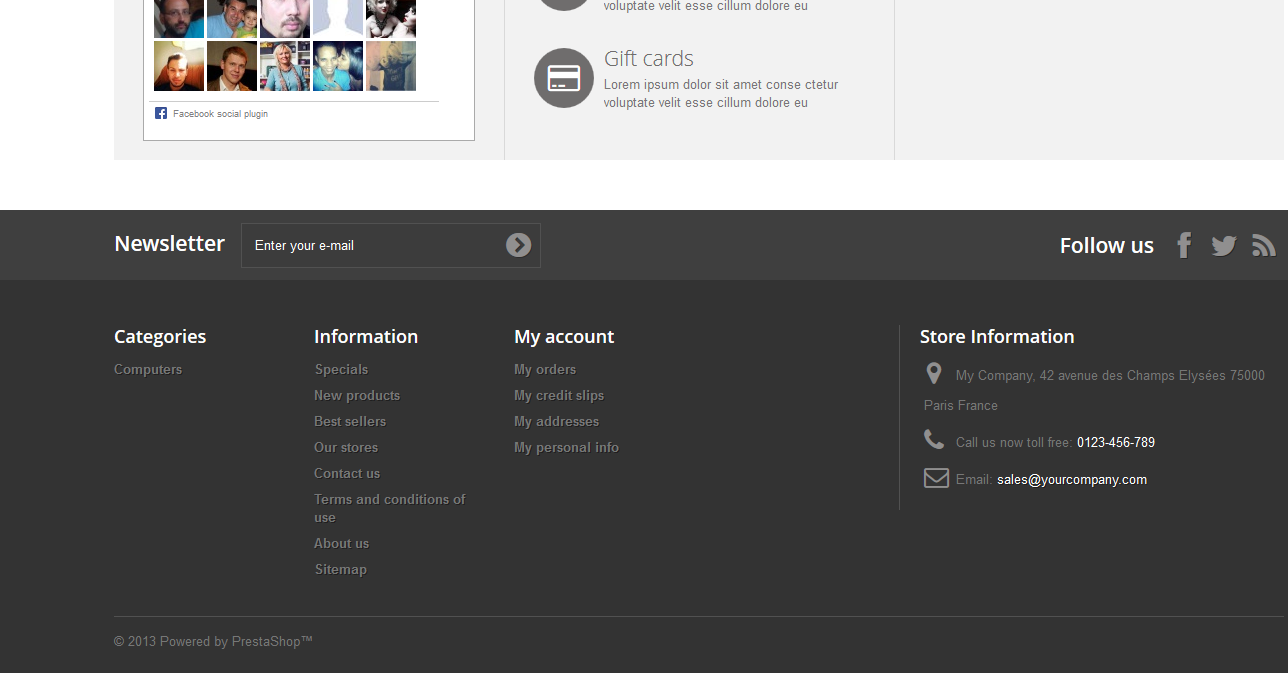 voluptate velit esse cillum dolore eu
Gift cards
Lorem ipsum dolor sit amet conse ctetur
voluptate velit esse cillum dolore eu
Facebook social plugin
Newsletter
Enter your e-mail
Follow us
Categories
Computers
Information
Specials
New products
Best sellers
Our stores
Contact us
Terms and conditions of
use
About us
Sitemap
My account
My orders
My credit slips
My addresses
My personal info
Store Information
My Company, 42 avenue des Champs Elysées 75000
Paris France
Call us now toll free: 0123-456-789
Email: sales@yourcompany.com
© 2013 Powered by PrestaShop™